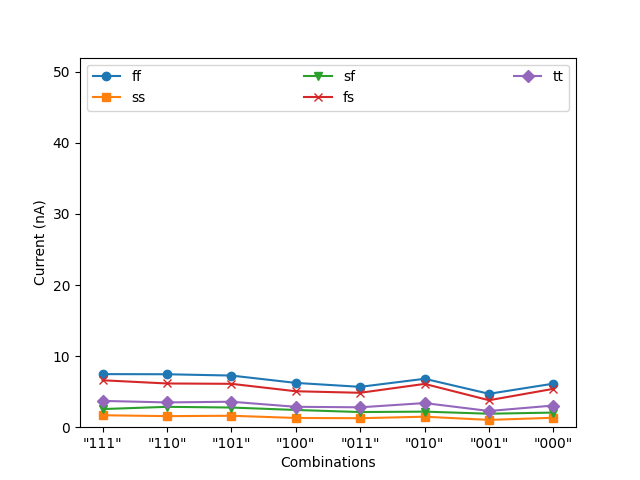 50
40
30
20
10
0
Current (nA)
ff
ss
sf
fs
tt
"111" "110" "101" "100" "011" "010" "001" "000"
Combinations